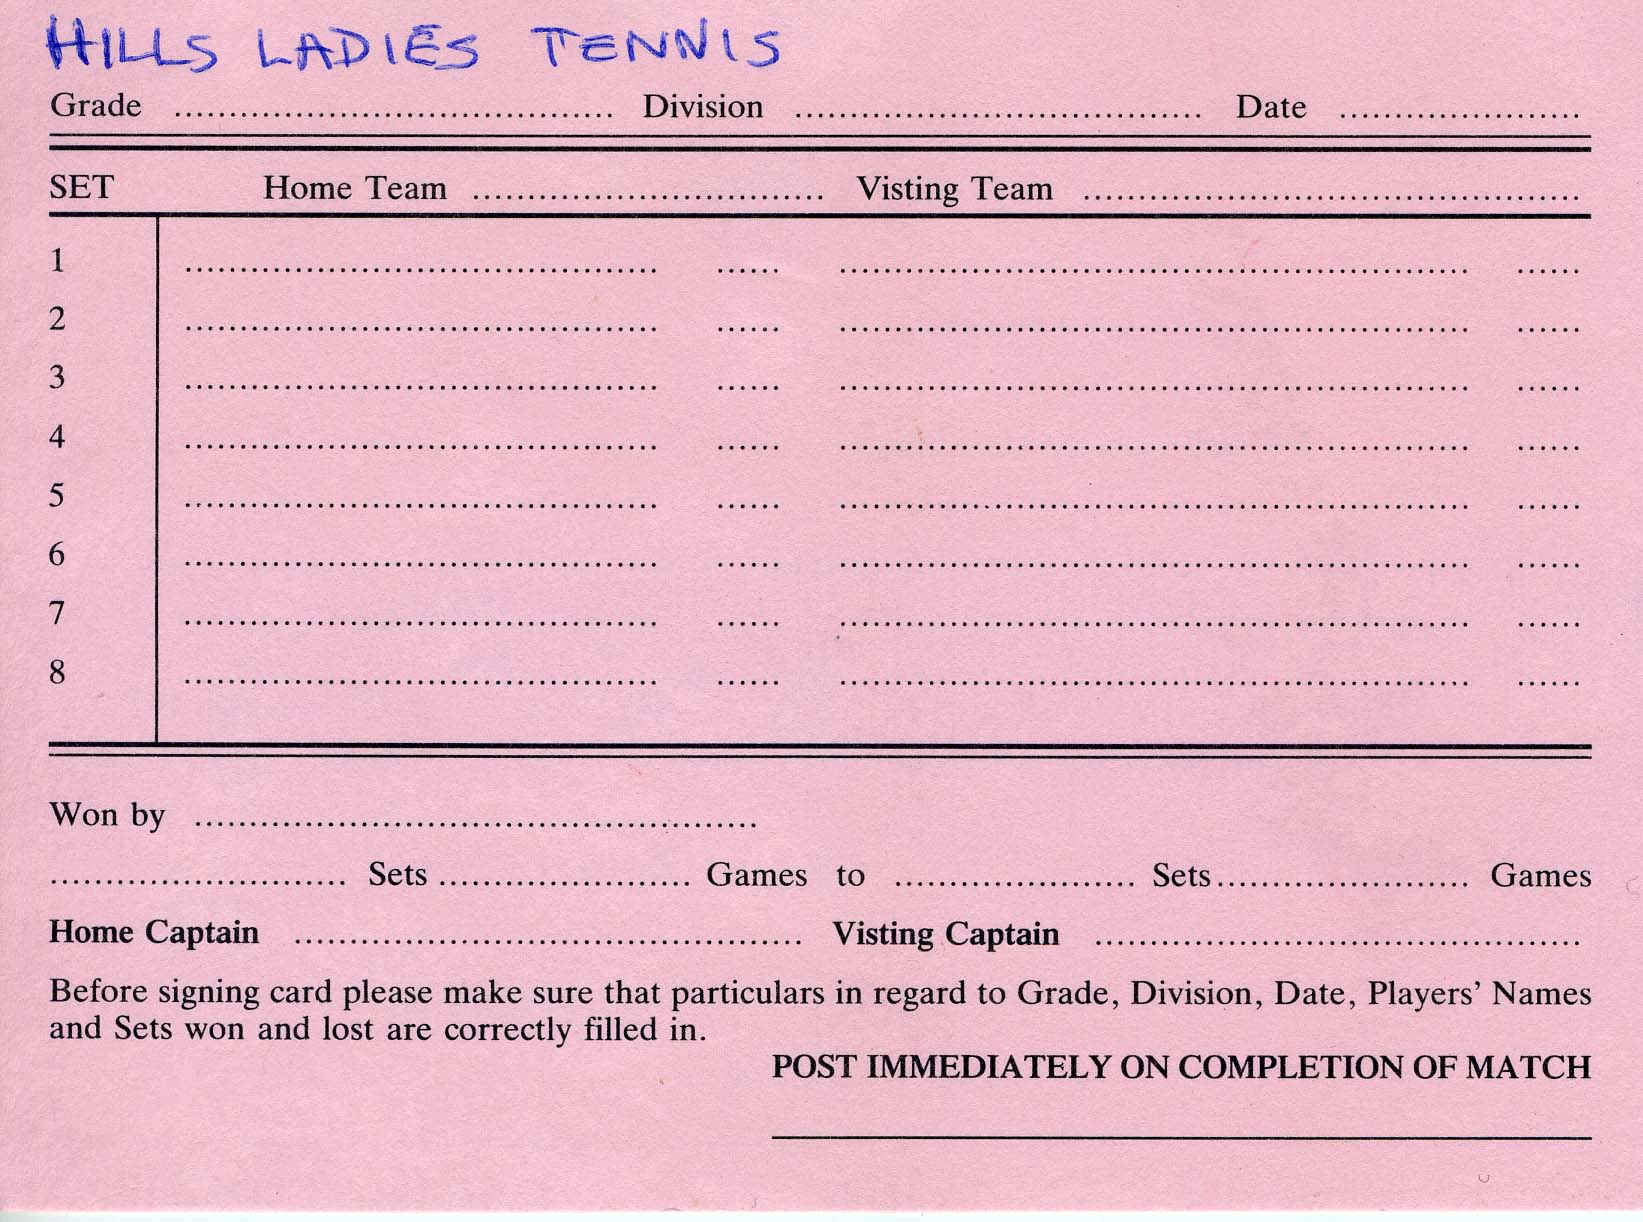 HILLS LADIES TENNIS
Grade ........................................ Division ..................................... Date ......................
SET Home Team ................................ Visting Team .............................................
1 ........................................... ...... ......................................................... ......
2 ........................................... ...... ......................................................... ......
3 ........................................... ...... ......................................................... ......
4 ........................................... ...... ......................................................... ......
5 ........................................... ...... ......................................................... ......
6 ........................................... ...... ......................................................... ......
7 ........................................... ...... ......................................................... ......
8 ........................................... ...... ......................................................... ......
Won by ...................................................
........................... Sets ....................... Games to ...................... Sets....................... Games
Home Captain .............................................. Visting Captain ............................................
Before signing card please make sure that particulars in regard to Grade, Division, Date, Players' Names
and Sets won and lost are correctly filled in.
POST IMMEDIATELY ON COMPLETION OF MATCH